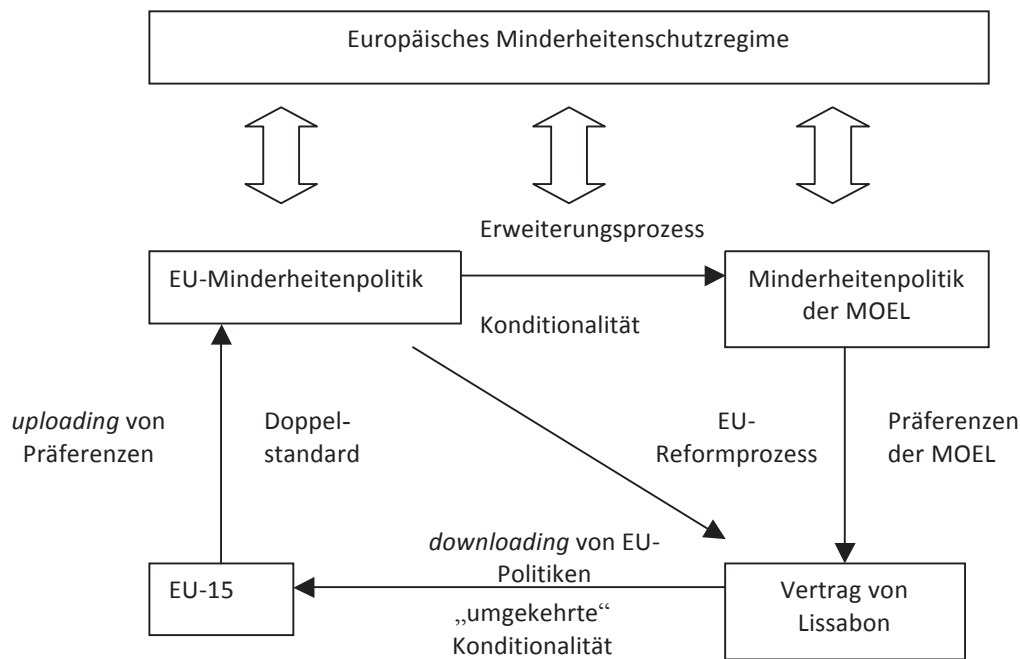 Europäisches Minderheitenschutzregime
Erweiterungsprozess
EU-Minderheitenpolitik
Minderheitenpolitik
der MOEL
Konditionalität
uploading von
Präferenzen
Doppel-
standard
EU-
Reformprozess
Präferenzen
der MOEL
downloading von EU-
Politiken
EU-15
Vertrag von
Lissabon
„umgekehrte“
Konditionalität